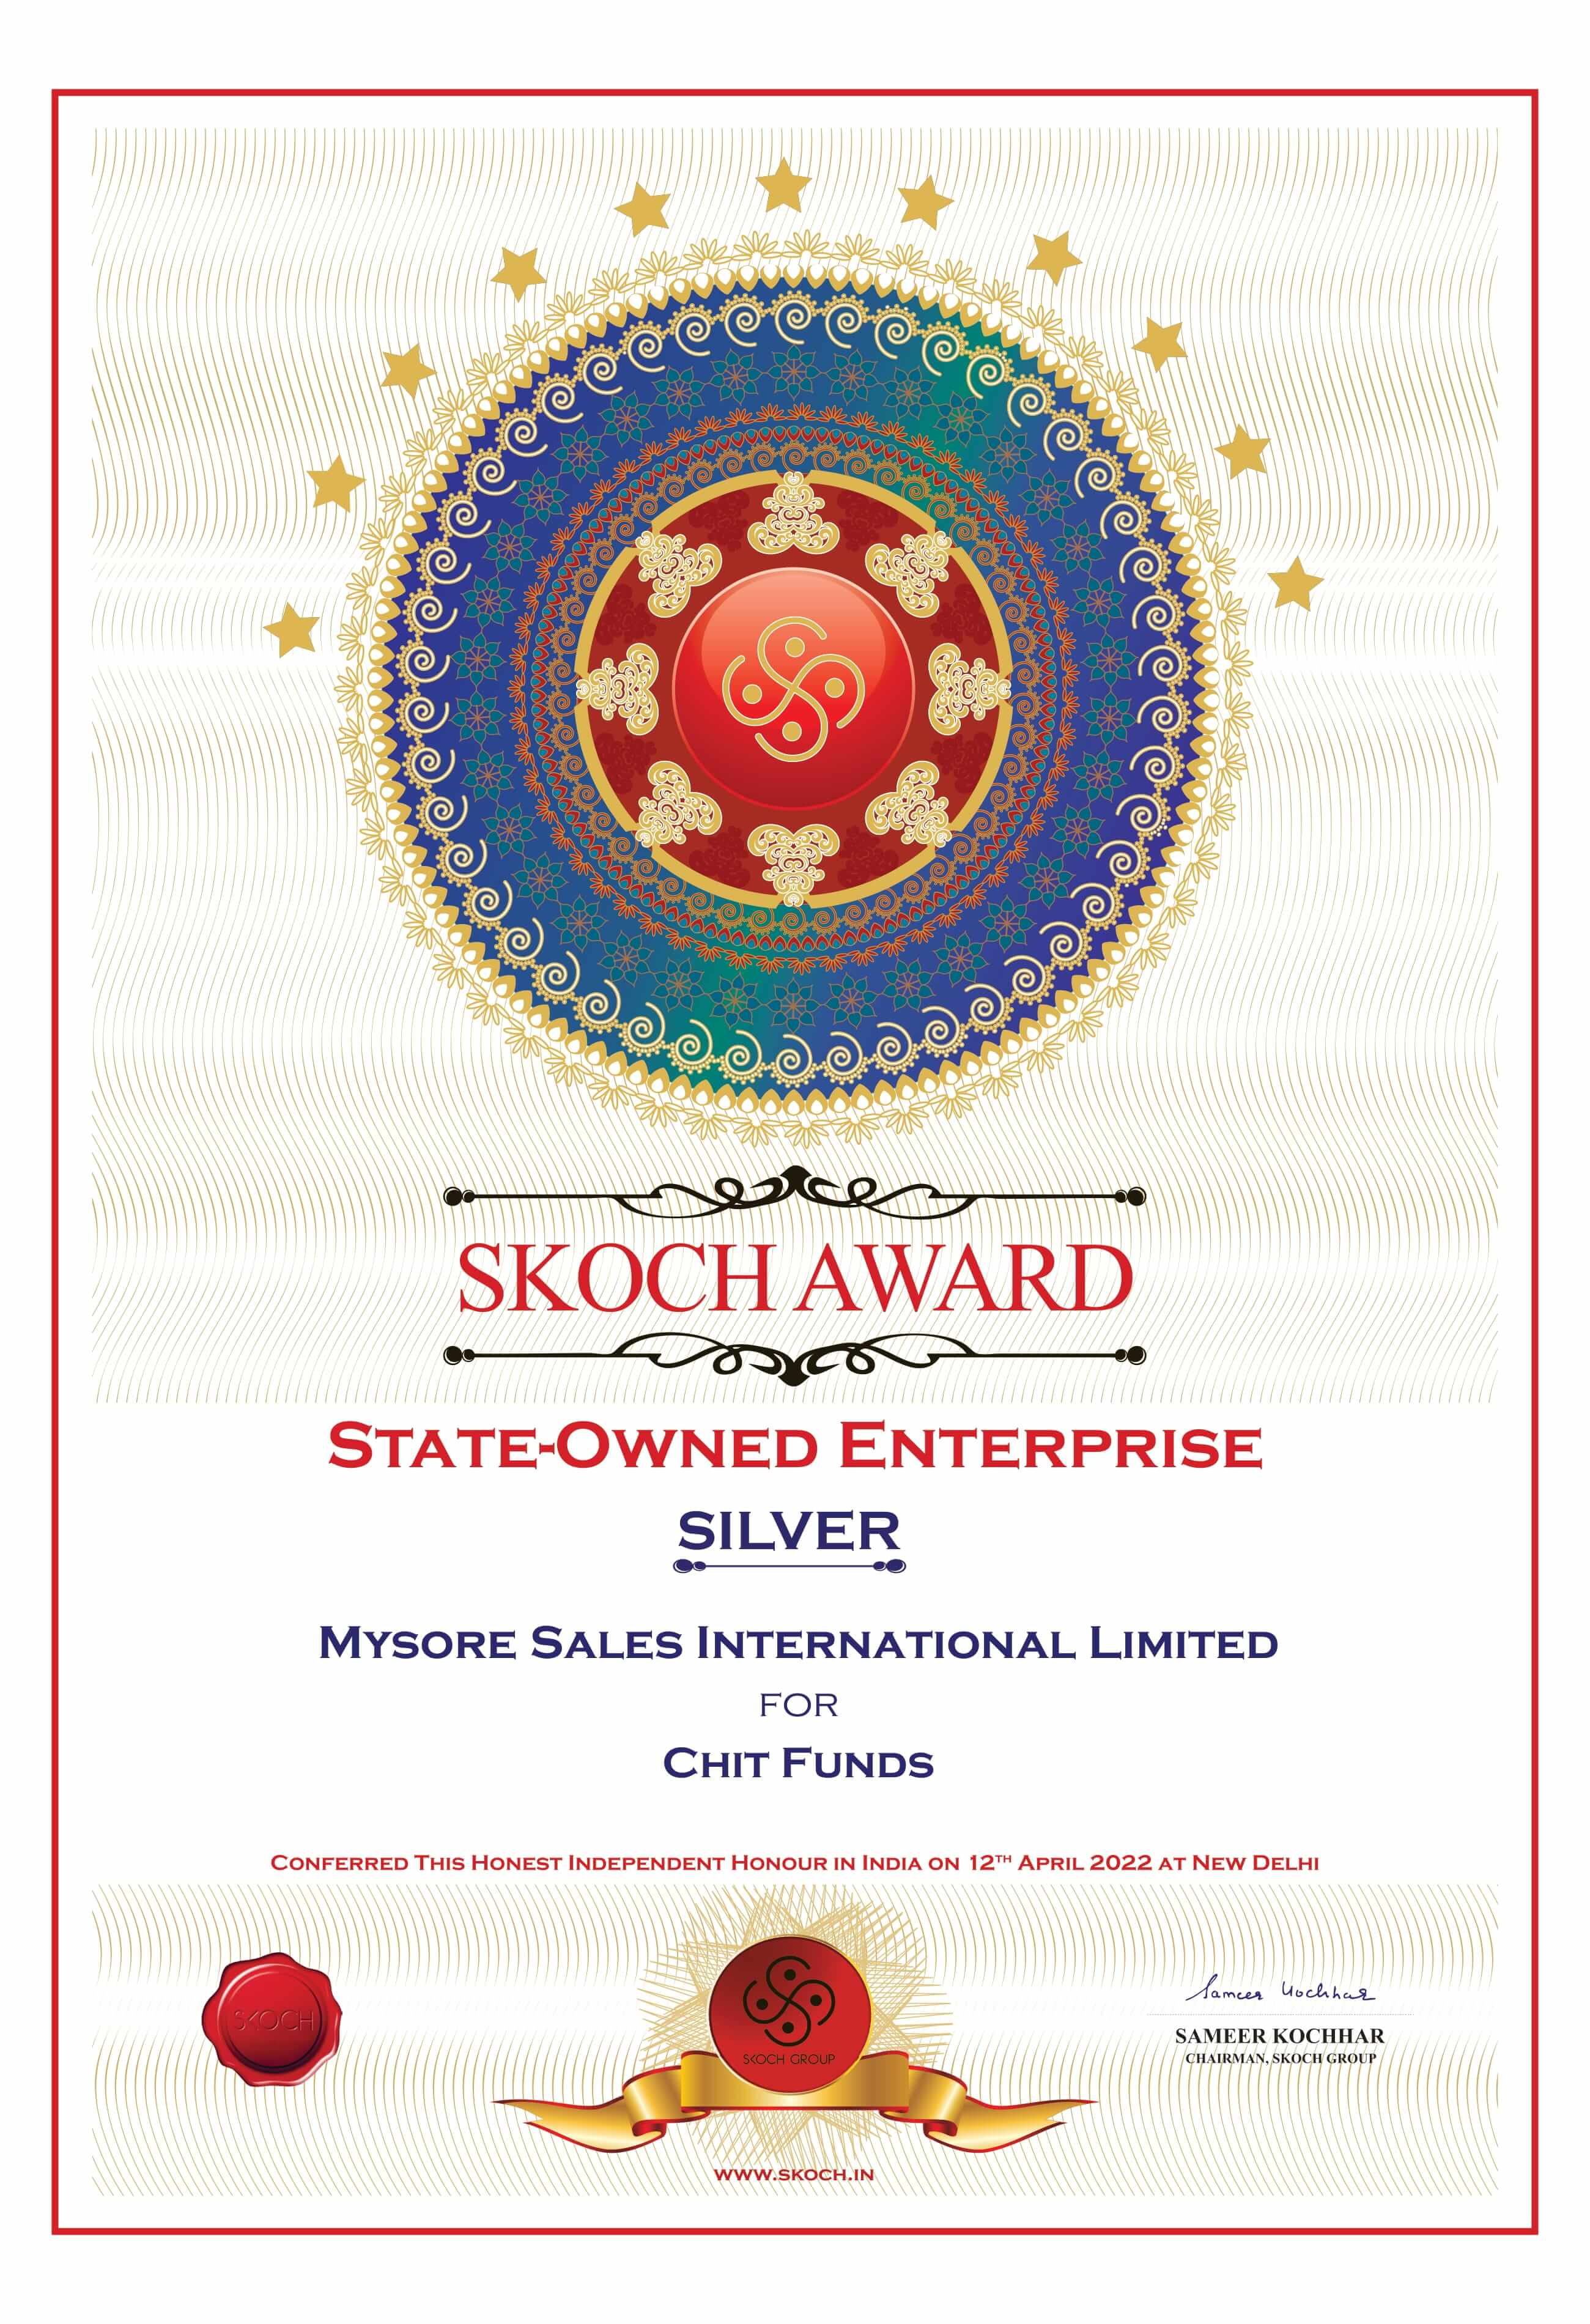 SKOCH AWARD
STATE-OWNED ENTERPRISE
SILVER
MYSORE SALES INTERNATIONAL LIMITED
FOR
CHIT FUNDS
CONFERRED THIS HONEST INDEPENDENT HONOUR IN INDIA ON 12TH APRIL 2022 AT NEW DELHI
SKOCH
SKOCH GROUP
Sameer Kochhar
SAMEER KOCHHAR
CHAIRMAN, SKOCH GROUP
WWW.SKOCH.IN